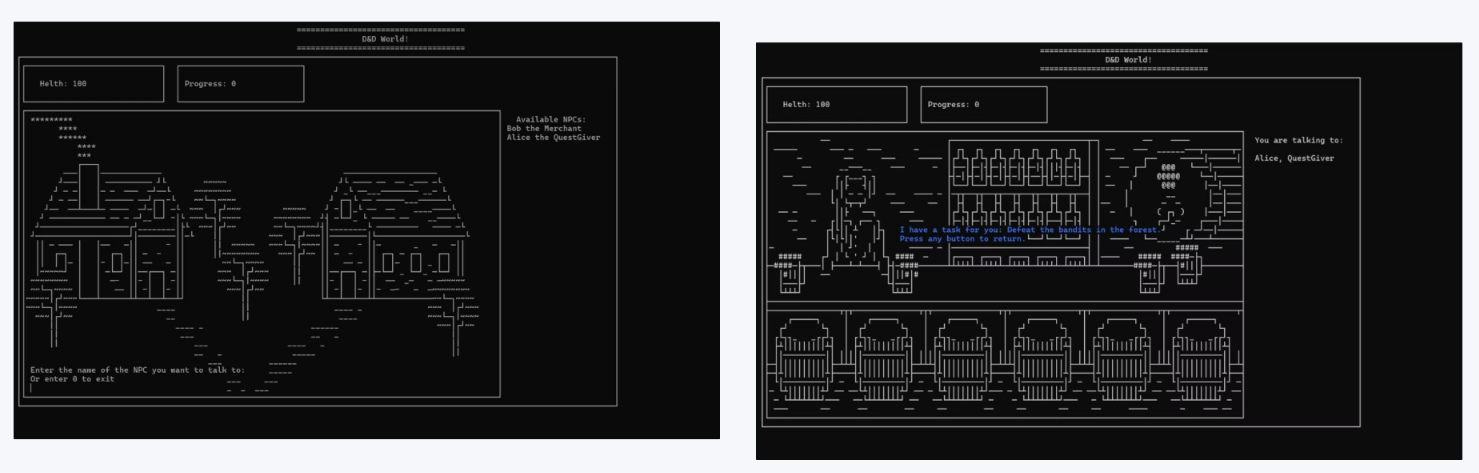 D&D World!
Helth: 100
Progress: 0
Available NPCs:
Bob the Merchant
Alice the QuestGiver
Enter the name of the NPC you want to talk to:
Or enter 0 to exit
D&D World!
Helth: 100
Progress: 0
You are talking to:
Alice, QuestGiver
I have a task for you: Defeat the bandits in the forest.
Press any button to return.